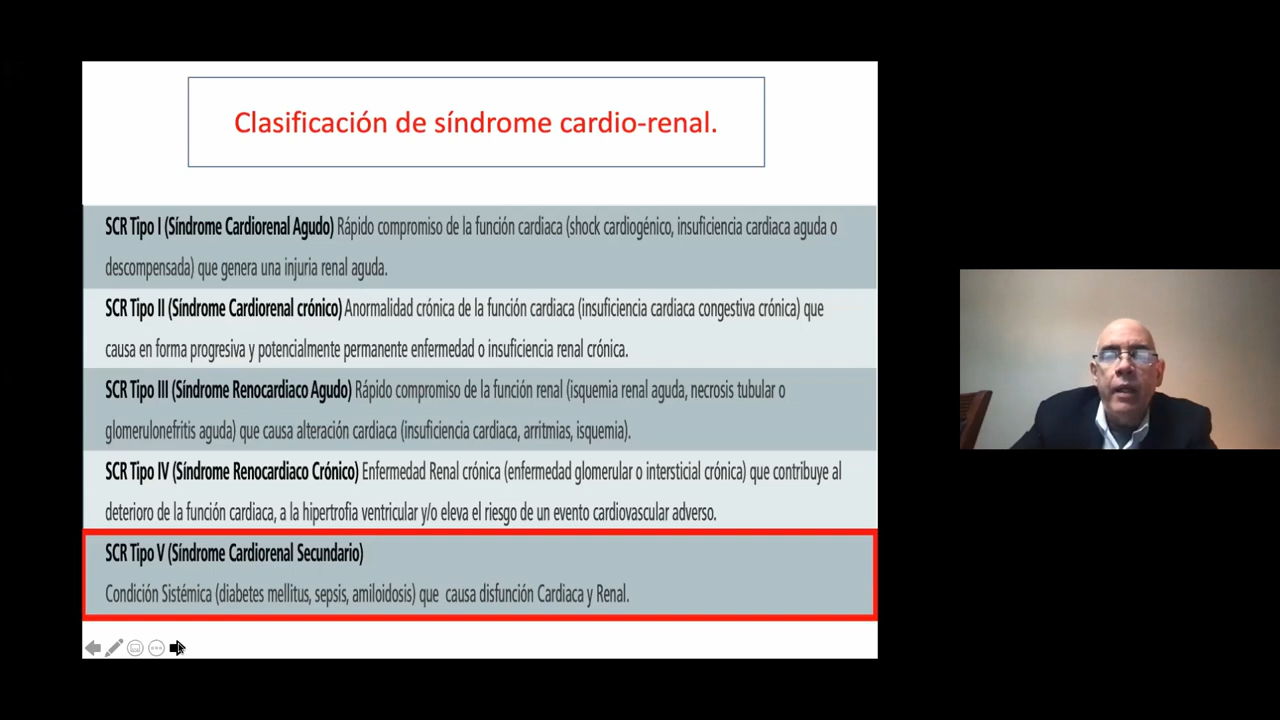 Clasificación de síndrome cardio-renal.
SCR Tipo I (Síndrome Cardiorenal Agudo) Rápido compromiso de la función cardiaca (shock cardiogénico, insuficiencia cardiaca aguda o
descompensada) que genera una injuria renal aguda.
SCR Tipo II (Síndrome Cardiorenal crónico) Anormalidad crónica de la función cardiaca (insuficiencia cardiaca congestiva crónica) que
causa en forma progresiva y potencialmente permanente enfermedad o insuficiencia renal crónica.
SCR Tipo III (Síndrome Renocardiaco Agudo) Rápido compromiso de la función renal (isquemia renal aguda, necrosis tubular o
glomerulonefritis aguda) que causa alteración cardiaca (insuficiencia cardiaca, arritmias, isquemia).
SCR Tipo IV (Síndrome Renocardiaco Crónico) Enfermedad Renal crónica (enfermedad glomerular o intersticial crónica) que contribuye al
deterioro de la función cardiaca, a la hipertrofia ventricular y/o eleva el riesgo de un evento cardiovascular adverso.
SCR Tipo V (Síndrome Cardiorenal Secundario)
Condición Sistémica (diabetes mellitus, sepsis, amiloidosis) que causa disfunción Cardiaca y Renal.